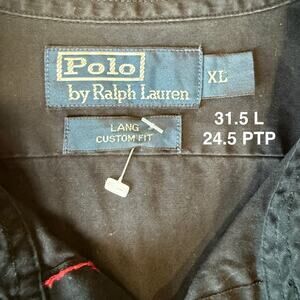 Polo
by Ralph Lauren
XL
LANG
CUSTOM FIT
31.5 L
24.5 PTP